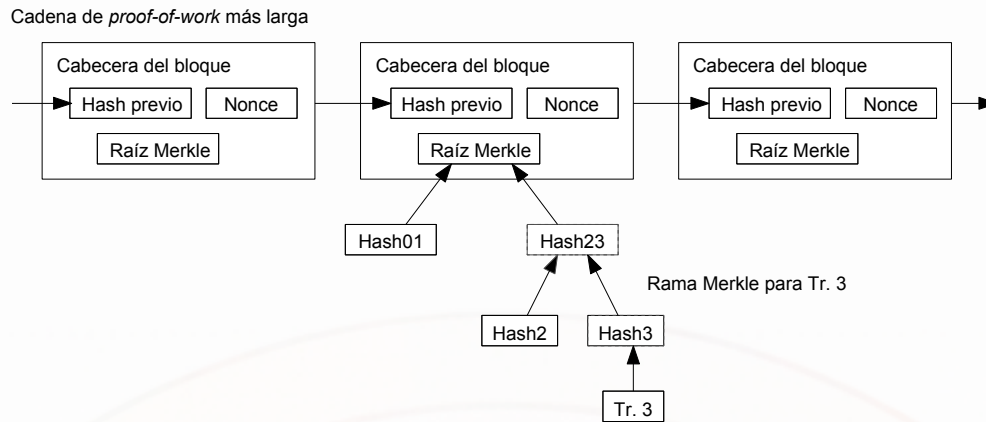 Cadena de proof-of-work más larga
Cabecera del bloque
Hash previo
Nonce
Raíz Merkle
Cabecera del bloque
Hash previo
Nonce
Raíz Merkle
Cabecera del bloque
Hash previo
Nonce
Raíz Merkle
Hash01
Hash23
Rama Merkle para Tr. 3
Hash2
Hash3
Tr. 3